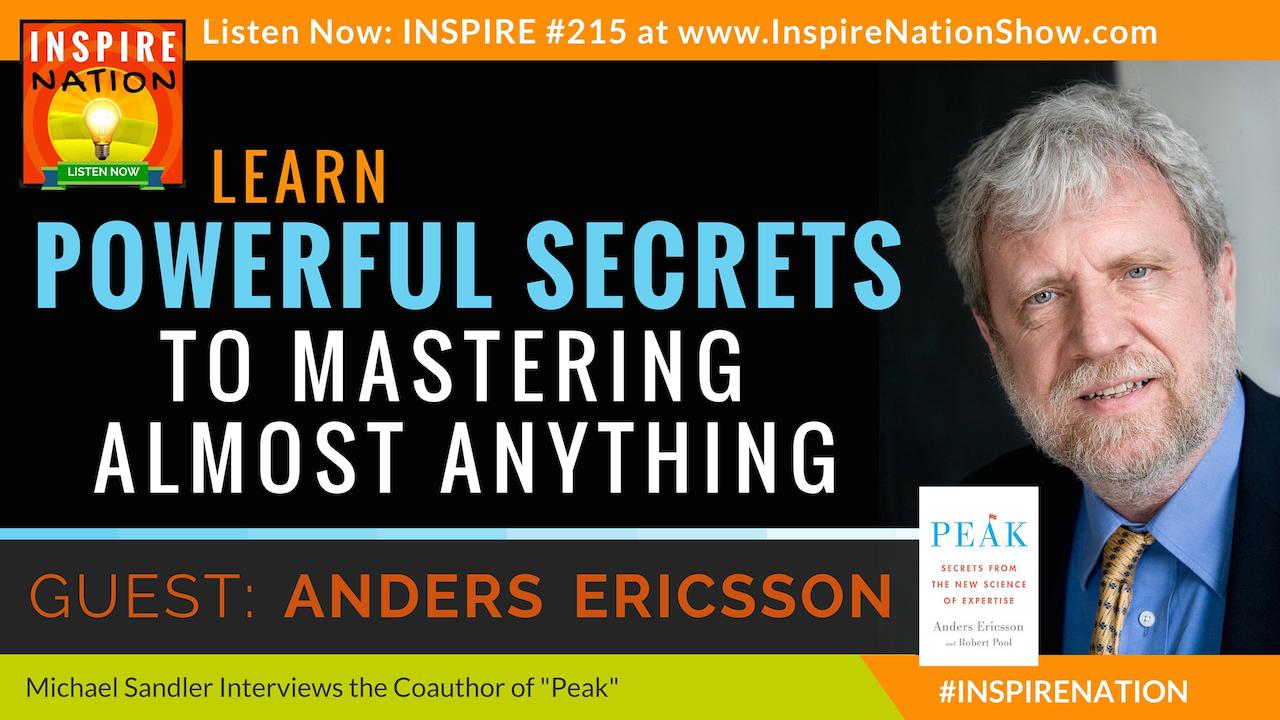 Listen Now: INSPIRE #215 at www.InspireNationShow.com
INSPIRE
NATION
LISTEN NOW
LEARN
POWERFUL SECRETS
TO MASTERING
ALMOST ANYTHING
GUEST: ANDERS ERICSSON
PEAK
SECRETS FROM
THE NEW SCIENCE
OF EXPERTISE
Anders Ericsson
and Robert Pool
Michael Sandler Interviews the Coauthor of "Peak"
#INSPIRENATION